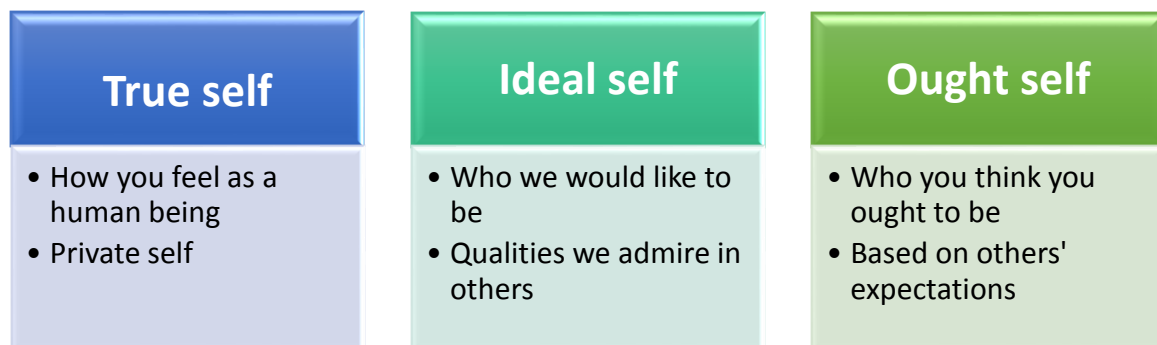 True self
• How you feel as a
human being
• Private self
Ideal self
• Who we would like to
be
• Qualities we admire in
others
Ought self
• Who you think you
ought to be
• Based on others'
expectations